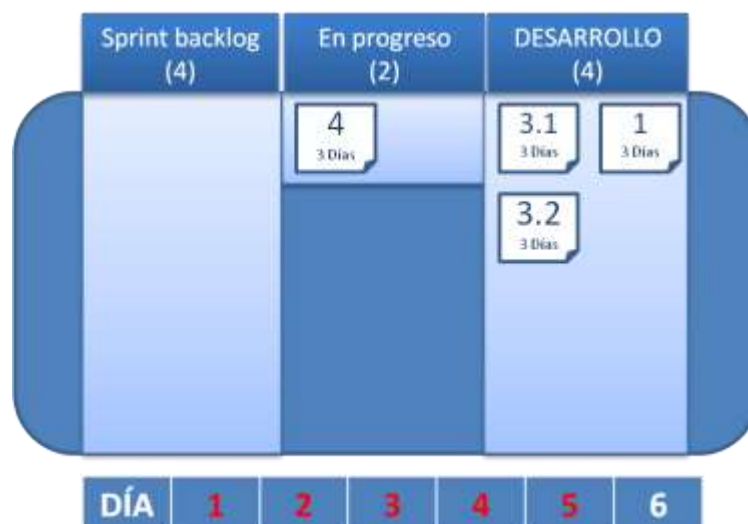 Sprint backlog
(4)
En progreso
(2)
DESARROLLO
(4)
4
3 Días
3.1
3 Días
1
3 Días
3.2
3 Días
DÍA 1 2 3 4 5 6